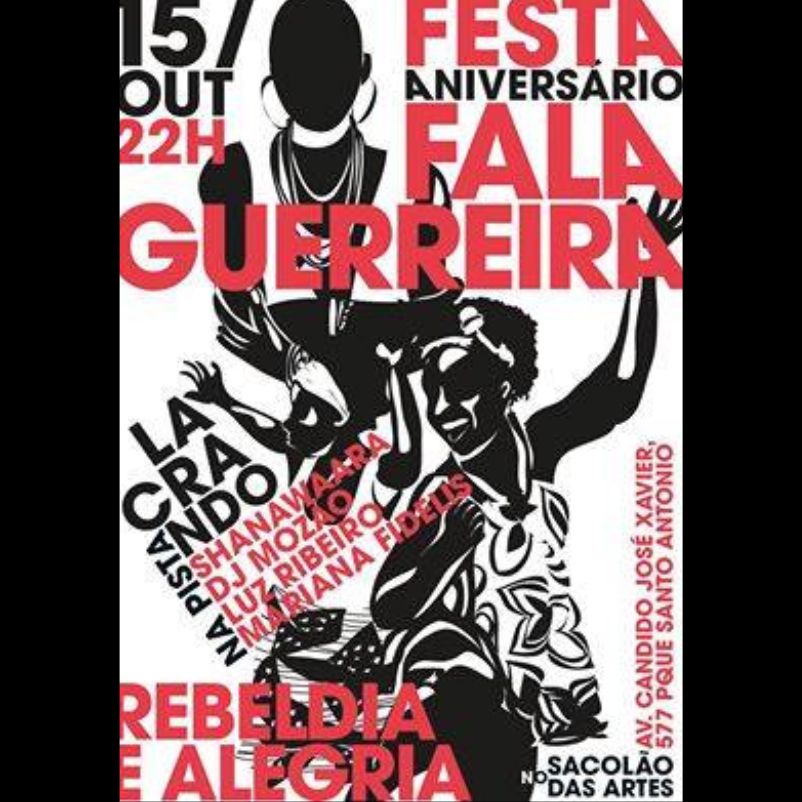 15/
OUT
22H
FESTA
ANIVERSÁRIO
FALA
GUERREIRA
LA
CRA
NDO
NA PISTA
SHANAWAARA
DJ MOZÃO
LUZ RIBEIRO
MARIANA FIDELIS
AV. CANDIDO JOSÉ XAVIER,
577 PQUE SANTO ANTONIO
REBELDIA
E ALEGRIA
NO SACOLÃO
DAS ARTES